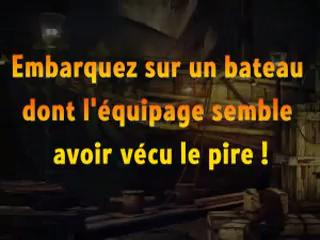 Embarquez sur un bateau
dont l'équipage semble
avoir vécu le pire !